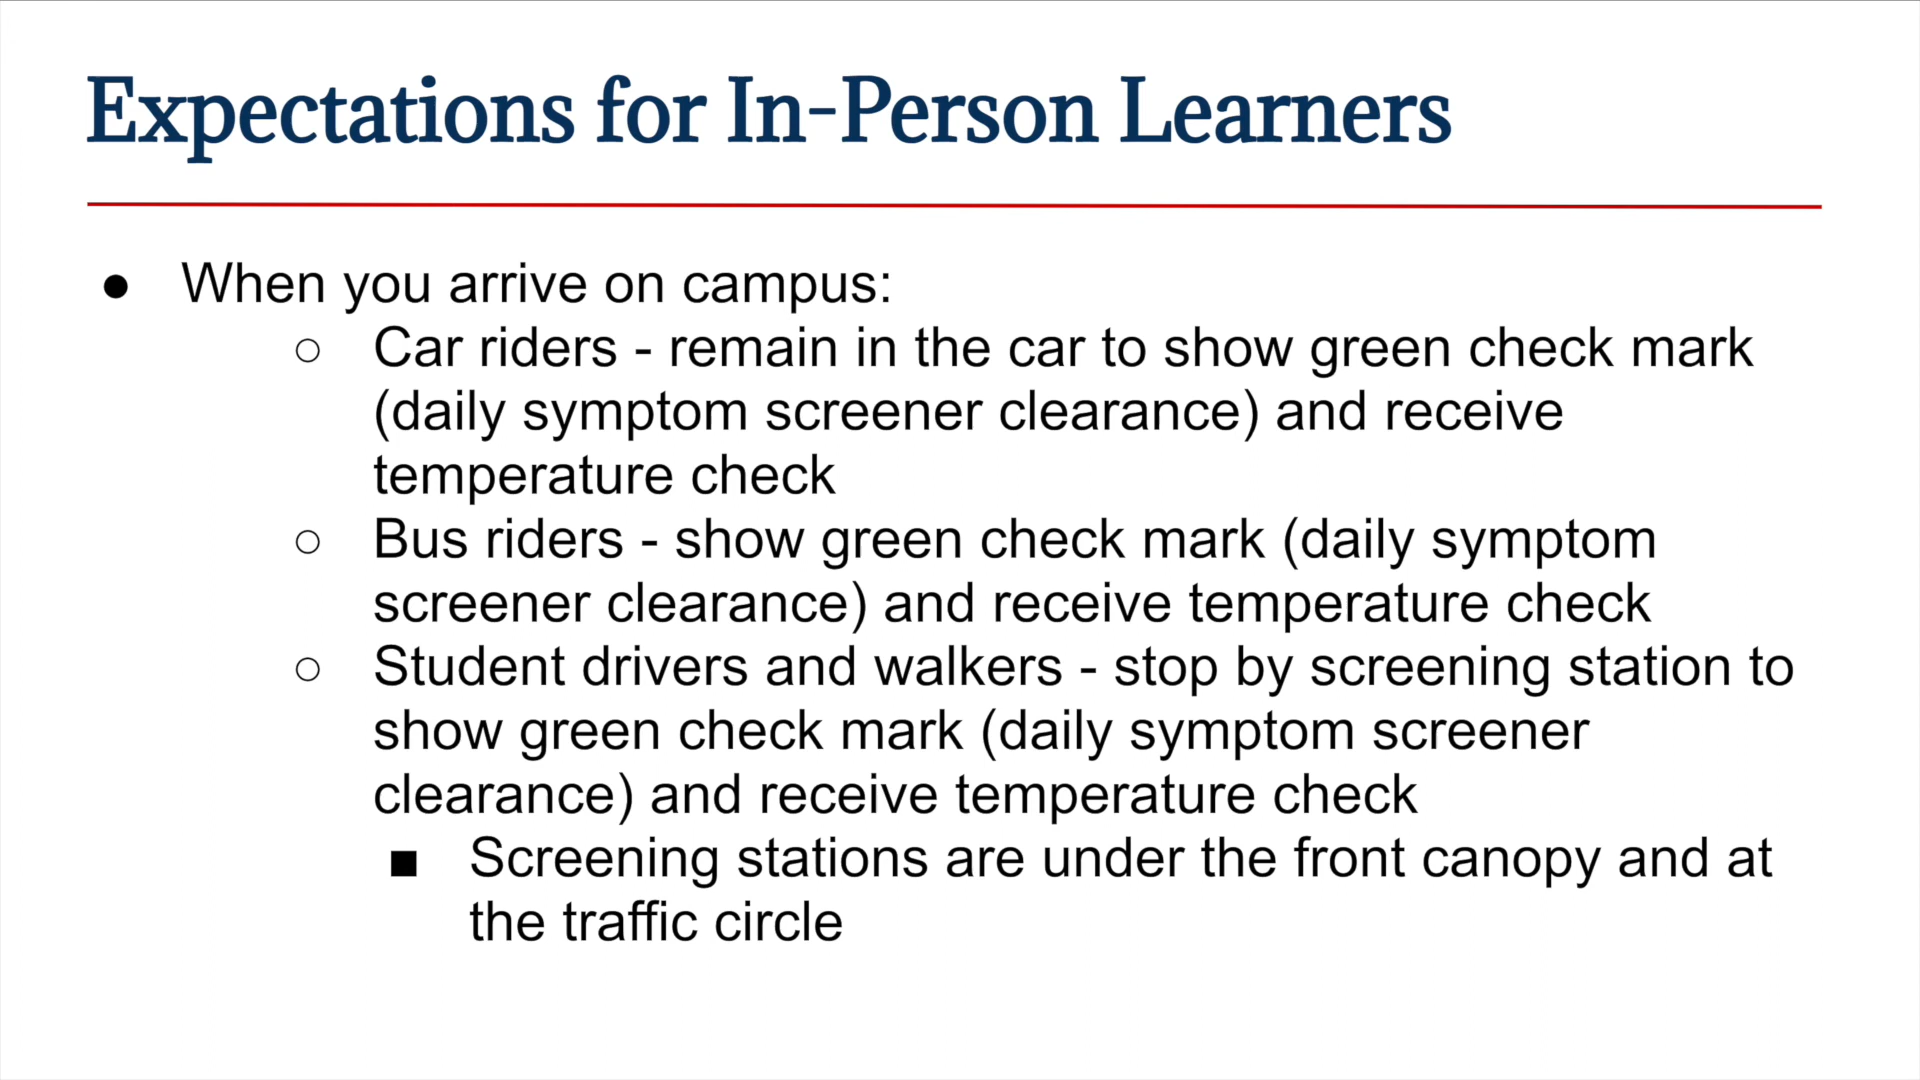 Expectations for In-Person Learners
● When you arrive on campus:
○ Car riders - remain in the car to show green check mark
(daily symptom screener clearance) and receive
temperature check
○ Bus riders - show green check mark (daily symptom
screener clearance) and receive temperature check
○ Student drivers and walkers - stop by screening station to
show green check mark (daily symptom screener
clearance) and receive temperature check
■ Screening stations are under the front canopy and at
the traffic circle